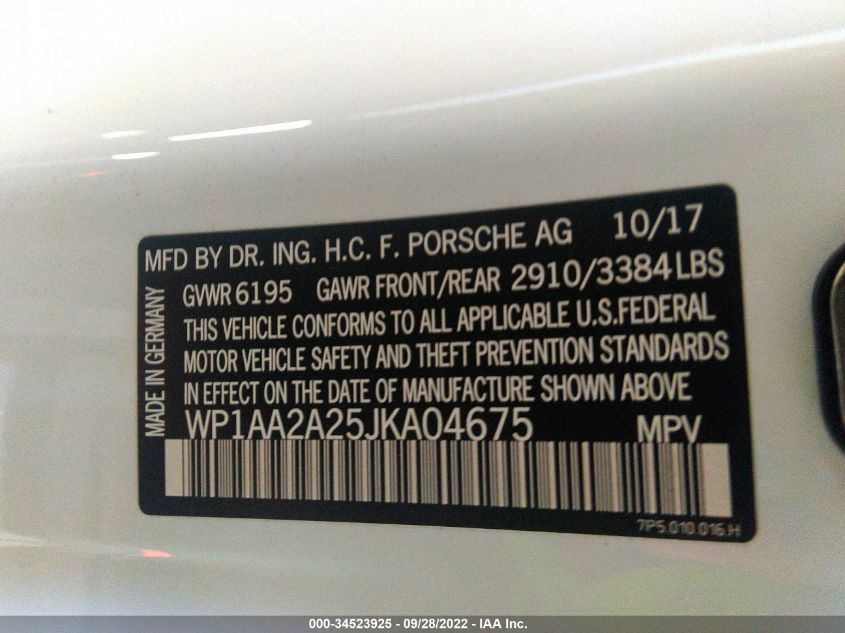 MFD BY DR. ING. H.C. F. PORSCHE AG 10/17
GVWR 6195 GAWR FRONT/REAR 2910/3384 LBS
THIS VEHICLE CONFORMS TO ALL APPLICABLE U.S.FEDERAL
MOTOR VEHICLE SAFETY AND THEFT PREVENTION STANDARDS
IN EFFECT ON THE DATE OF MANUFACTURE SHOWN ABOVE
WP1AA2A25JKA04675 MPV
MADE IN GERMANY
7P5.010.016.H
000-34523925 - 09/28/2022 - IAA Inc.